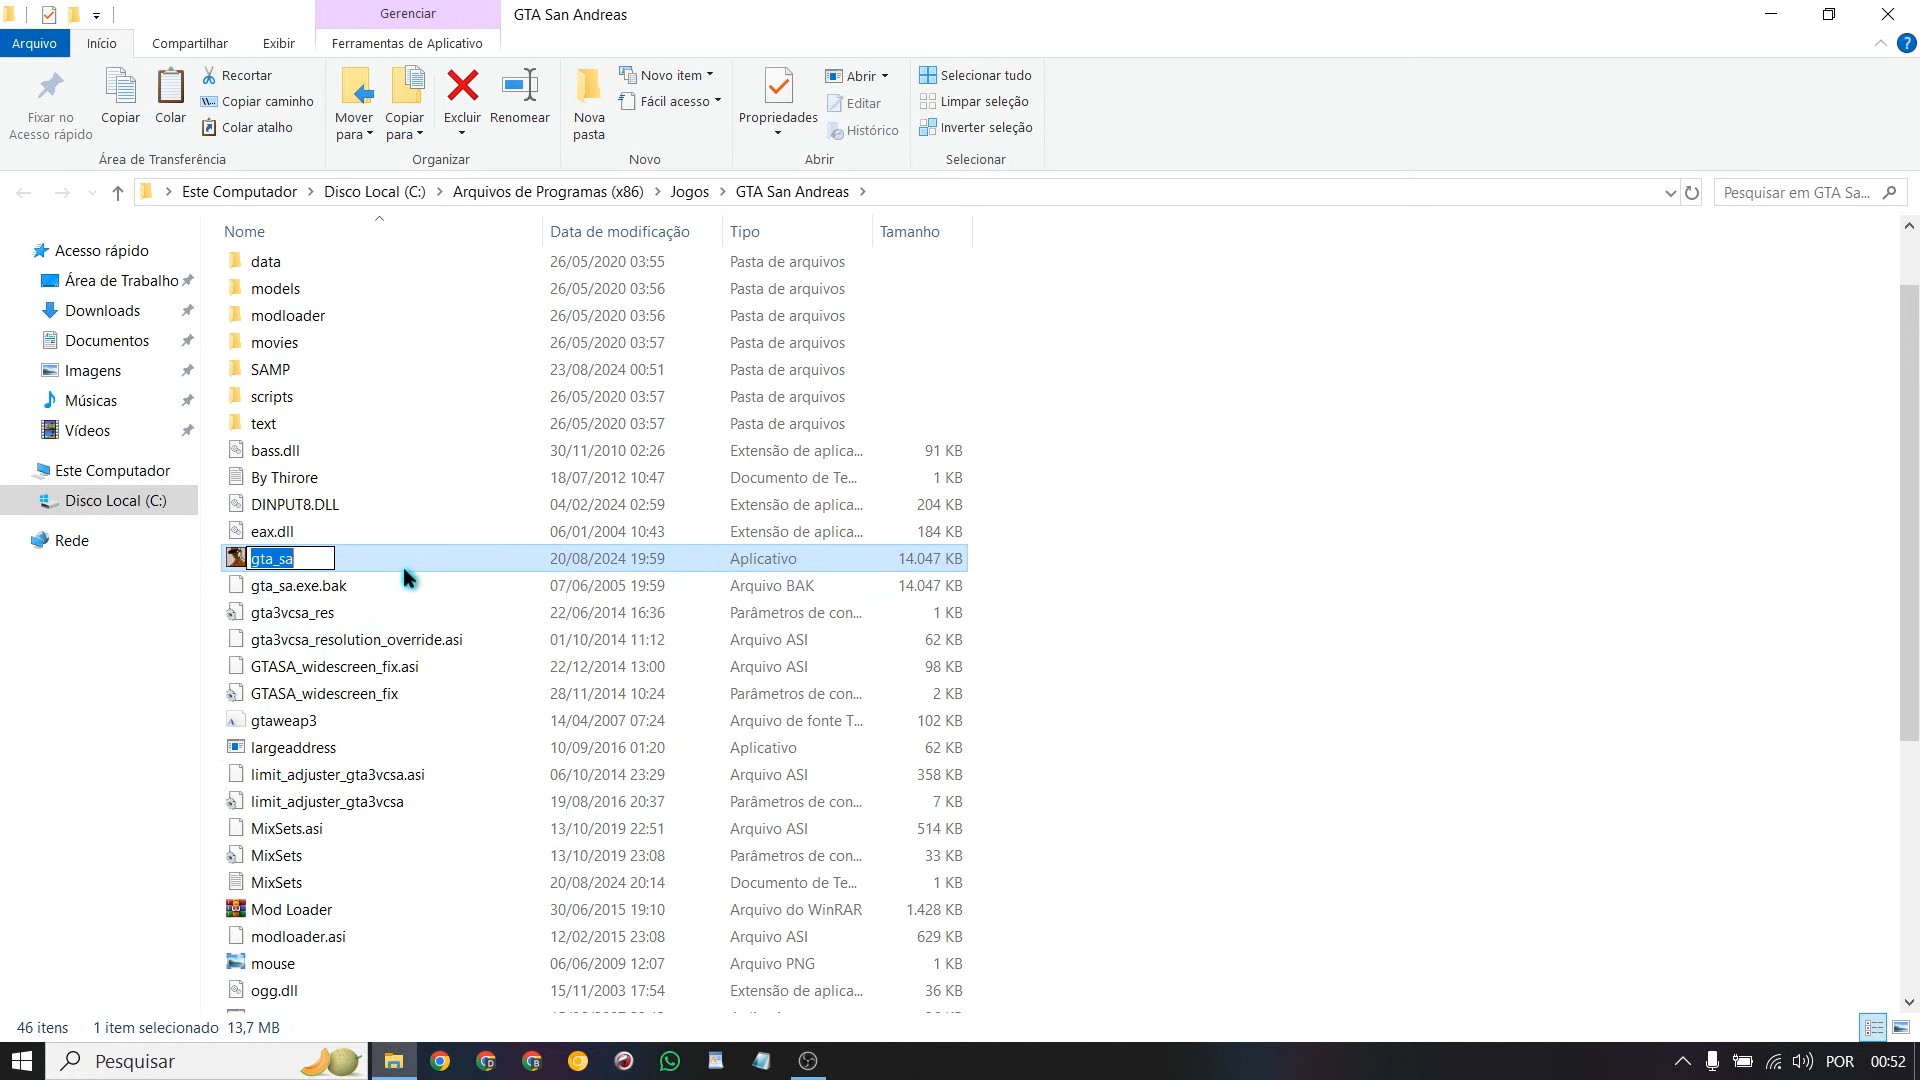 Gerenciar
GTA San Andreas
Arquivo
Início
Compartilhar
Exibir
Ferramentas de Aplicativo
Fixar no
Acesso rápido
Copiar
Colar
Recortar
Copiar caminho
Colar atalho
Mover
para
Copiar
para
Excluir
Renomear
Nova
pasta
Novo item
Fácil acesso
Propriedades
Abrir
Editar
Histórico
Selecionar tudo
Limpar seleção
Inverter seleção
Área de Transferência
Organizar
Novo
Abrir
Selecionar
Este Computador > Disco Local (C:) > Arquivos de Programas (x86) > Jogos > GTA San Andreas >
Pesquisar em GTA Sa...
Acesso rápido
Área de Trabalho
Downloads
Documentos
Imagens
Músicas
Vídeos
Este Computador
Disco Local (C:)
Rede
Nome Data de modificação Tipo Tamanho
data 26/05/2020 03:55 Pasta de arquivos
models 26/05/2020 03:56 Pasta de arquivos
modloader 26/05/2020 03:56 Pasta de arquivos
movies 26/05/2020 03:57 Pasta de arquivos
SAMP 23/08/2024 00:51 Pasta de arquivos
scripts 26/05/2020 03:57 Pasta de arquivos
text 26/05/2020 03:57 Pasta de arquivos
bass.dll 30/11/2010 02:26 Extensão de aplica... 91 KB
By Thirore 18/07/2012 10:47 Documento de Te... 1 KB
DINPUT8.DLL 04/02/2024 02:59 Extensão de aplica... 204 KB
eax.dll 06/01/2004 10:43 Extensão de aplica... 184 KB
gta_sa 20/08/2024 19:59 Aplicativo 14.047 KB
gta_sa.exe.bak 07/06/2005 19:59 Arquivo BAK 14.047 KB
gta3vcsa_res 22/06/2014 16:36 Parâmetros de con... 1 KB
gta3vcsa_resolution_override.asi 01/10/2014 11:12 Arquivo ASI 62 KB
GTASA_widescreen_fix.asi 22/12/2014 13:00 Arquivo ASI 98 KB
GTASA_widescreen_fix 28/11/2014 10:24 Parâmetros de con... 2 KB
gtaweap3 14/04/2007 07:24 Arquivo de fonte T... 102 KB
largeaddress 10/09/2016 01:20 Aplicativo 62 KB
limit_adjuster_gta3vcsa.asi 06/10/2014 23:29 Arquivo ASI 358 KB
limit_adjuster_gta3vcsa 19/08/2016 20:37 Parâmetros de con... 7 KB
MixSets.asi 13/10/2019 22:51 Arquivo ASI 514 KB
MixSets 13/10/2019 23:08 Parâmetros de con... 33 KB
MixSets 20/08/2024 20:14 Documento de Te... 1 KB
Mod Loader 30/06/2015 19:10 Arquivo do WinRAR 1.428 KB
modloader.asi 12/02/2015 23:08 Arquivo ASI 629 KB
mouse 06/06/2009 12:07 Arquivo PNG 1 KB
ogg.dll 15/11/2003 17:54 Extensão de aplica... 36 KB
46 itens 1 item selecionado 13,7 MB
Pesquisar
POR
00:52